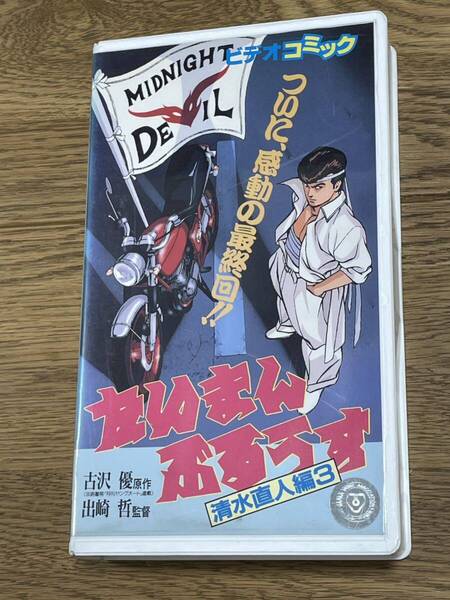 MIDNIGHT
DEVIL
ビデオコミック
ついに、感動の最終回!!
たいまん
ぶるうす
清水直人編3
古沢 優原作
出崎 哲監督